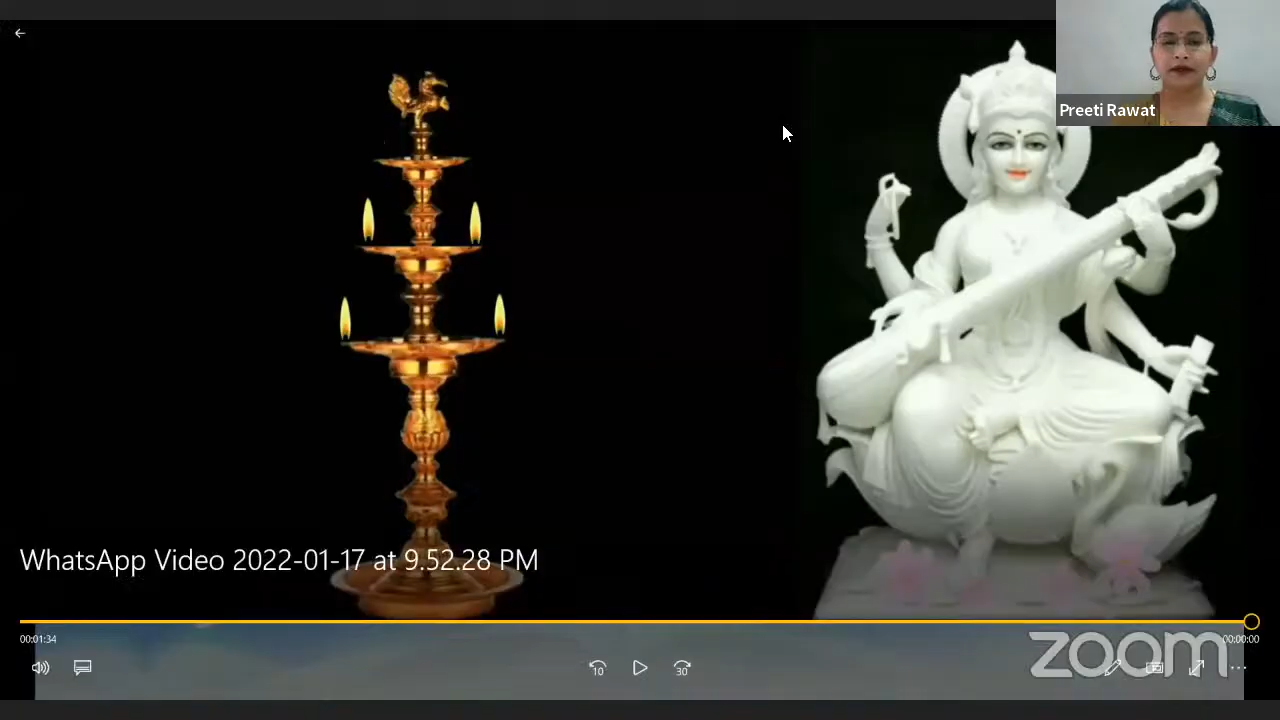 Preeti Rawat
WhatsApp Video 2022-01-17 at 9.52.28 PM
00:01:34
00:00:00
zoom
10
30